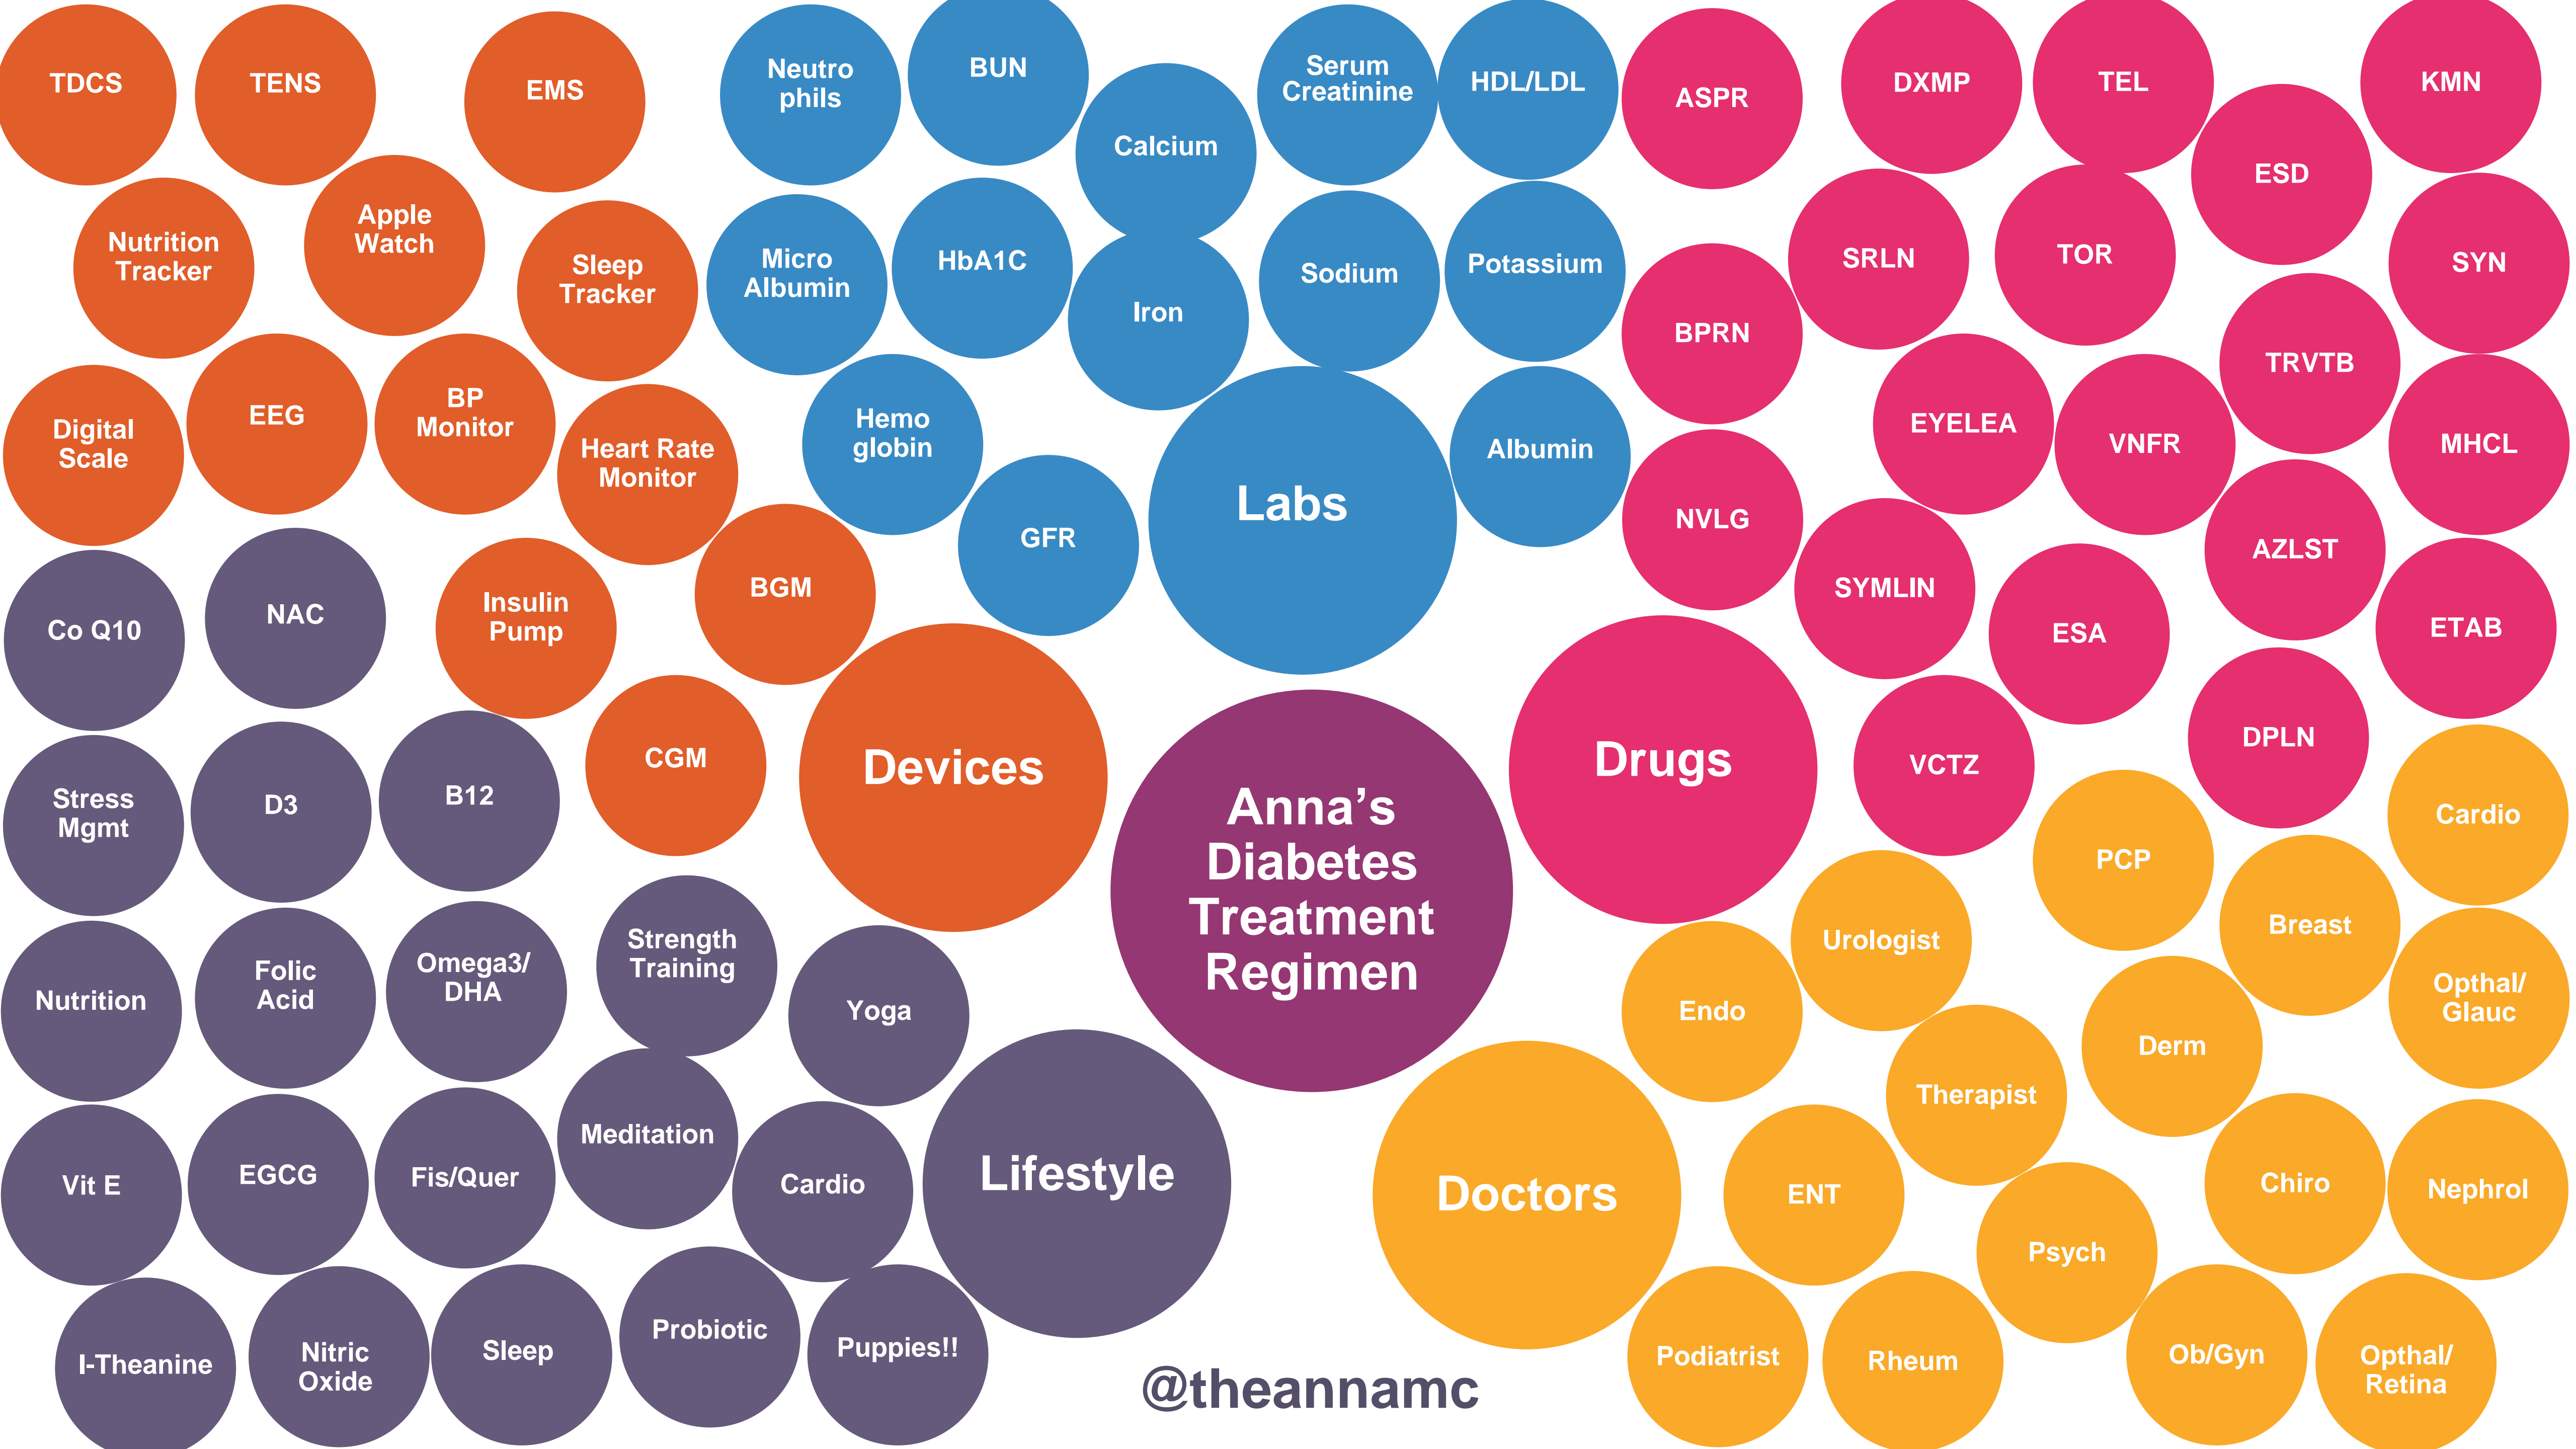 TDCS
TENS
EMS
Nutrition
Tracker
Apple
Watch
Sleep
Tracker
Digital
Scale
EEG
BP
Monitor
Heart Rate
Monitor
Insulin
Pump
BGM
CGM
Devices
Neutro
phils
BUN
Calcium
Serum
Creatinine
HDL/LDL
Micro
Albumin
HbA1C
Iron
Sodium
Potassium
Hemo
globin
GFR
Albumin
Labs
ASPR
DXMP
TEL
ESD
KMN
BPRN
SRLN
TOR
SYN
TRVTB
EYELEA
VNFR
MHCL
NVLG
SYMLIN
AZLST
ESA
ETAB
VCTZ
DPLN
Drugs
Anna’s
Diabetes
Treatment
Regimen
Co Q10
NAC
Stress
Mgmt
D3
B12
Nutrition
Folic
Acid
Omega3/
DHA
Strength
Training
Yoga
Vit E
EGCG
Fis/Quer
Meditation
Cardio
Lifestyle
l-Theanine
Nitric
Oxide
Sleep
Probiotic
Puppies!!
PCP
Cardio
Urologist
Breast
Endo
Opthal/
Glauc
Derm
Therapist
Doctors
ENT
Chiro
Nephrol
Psych
Podiatrist
Rheum
Ob/Gyn
Opthal/
Retina
@theannamc